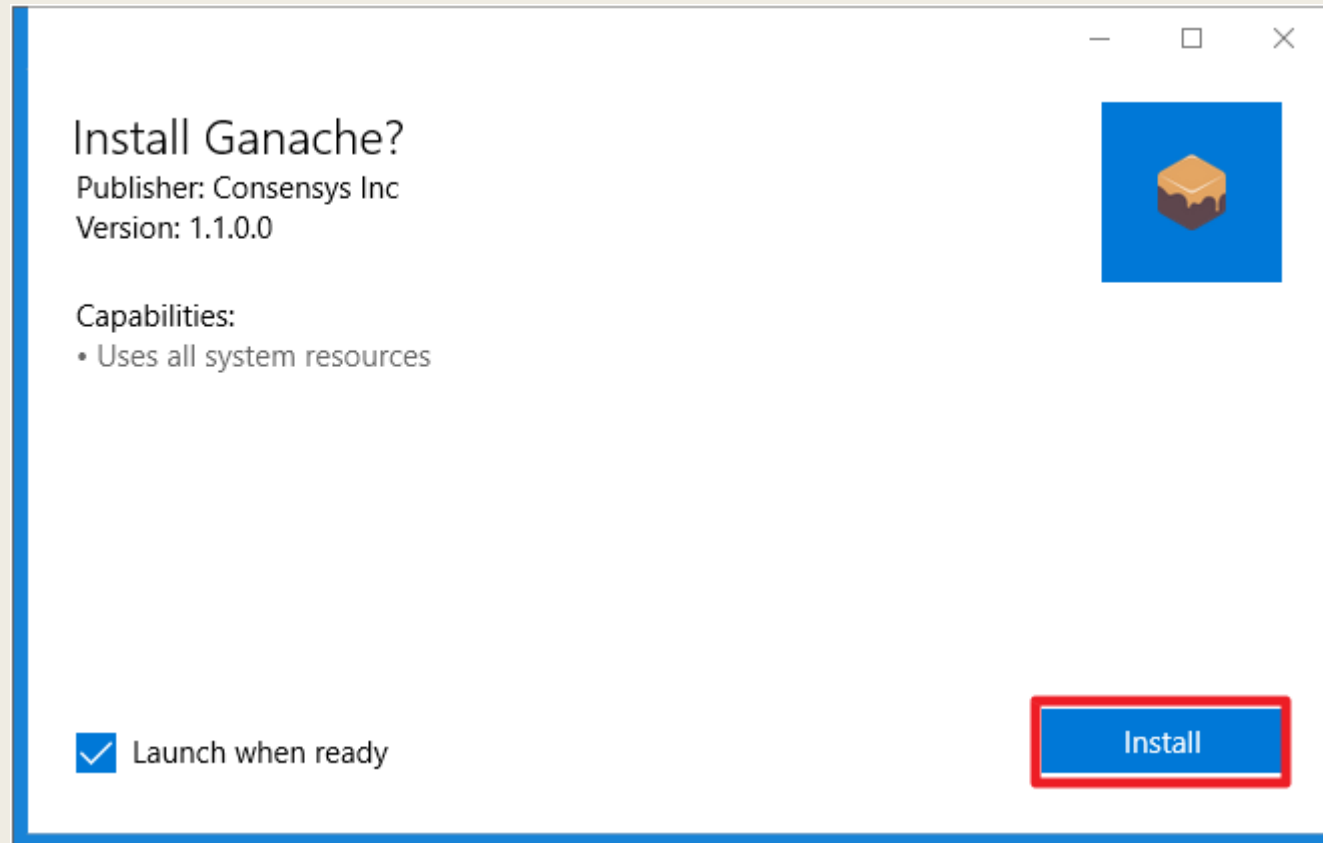 Install Ganache?
Publisher: Consensys Inc
Version: 1.1.0.0
Capabilities:
• Uses all system resources
Launch when ready
Install